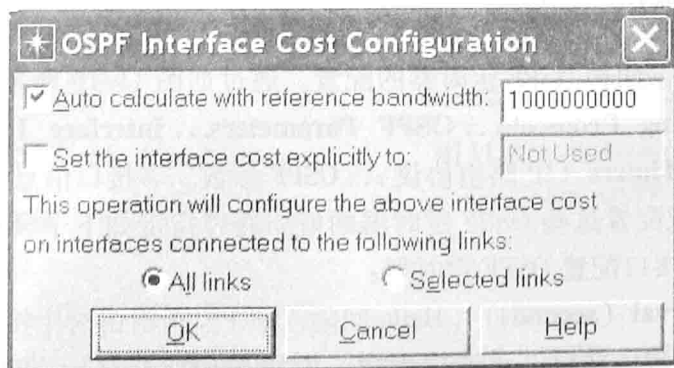 OSPF Interface Cost Configuration
Auto calculate with reference bandwidth: 1000000000
Set the interface cost explicitly to: Not Used
This operation will configure the above interface cost
on interfaces connected to the following links:
All links Selected links
OK Cancel Help